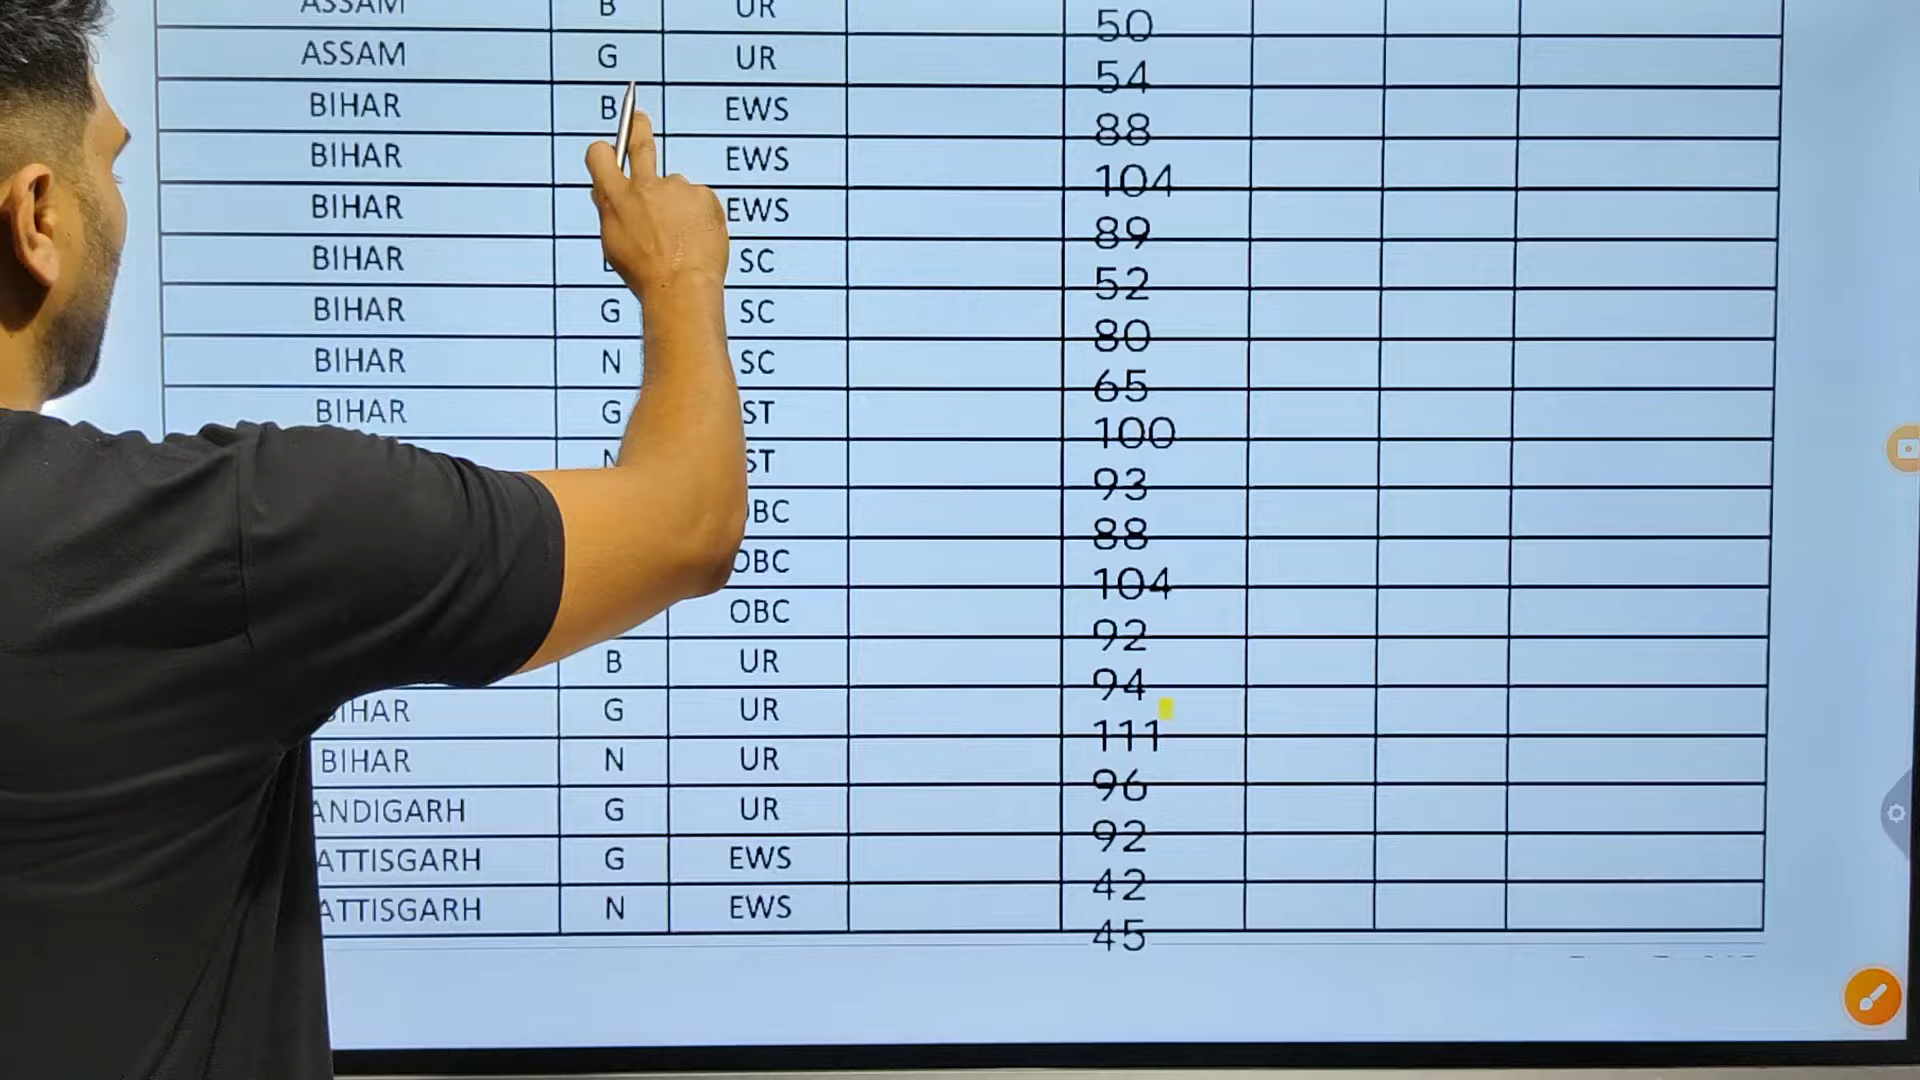 ASSAM B UR 50
ASSAM G UR 54
BIHAR B EWS 88
BIHAR EWS 104
BIHAR EWS 89
BIHAR SC 52
BIHAR G SC 80
BIHAR N SC 65
BIHAR G ST 100
N ST 93
OBC 88
OBC 104
OBC 92
B UR 94
BIHAR G UR 111
BIHAR N UR 96
ANDIGARH G UR 92
ATTISGARH G EWS 42
ATTISGARH N EWS 45